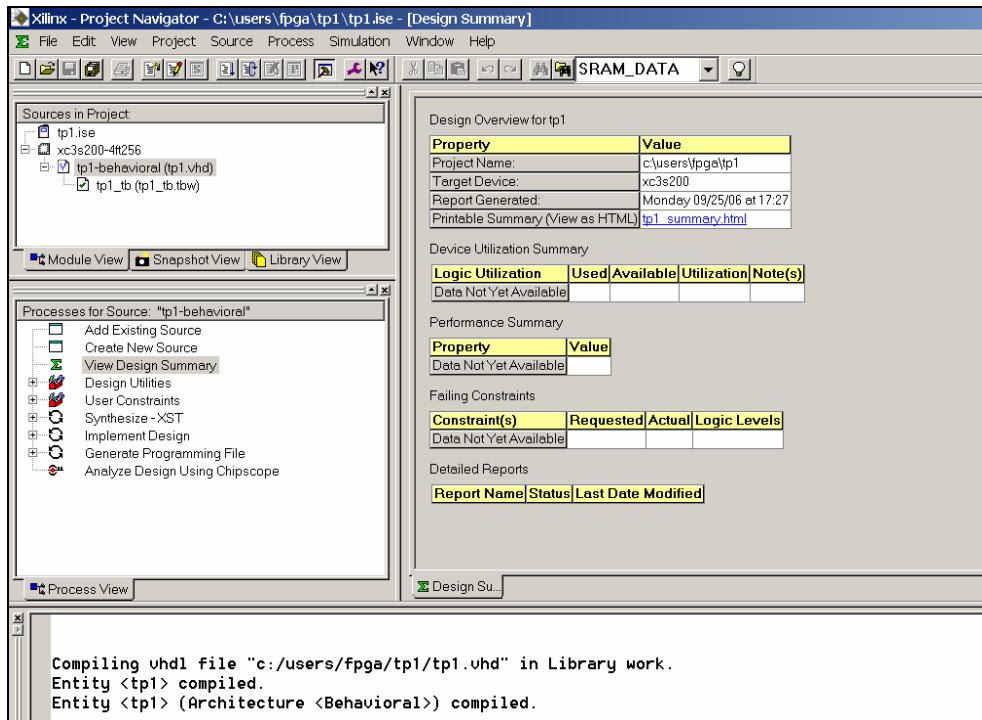 Xilinx - Project Navigator - C:\users\fpga\tp1\tp1.ise - [Design Summary]
File Edit View Project Source Process Simulation Window Help
SRAM_DATA
Sources in Project:
tp1.ise
xc3s200-4ft256
tp1-behavioral (tp1.vhd)
tp1_tb (tp1_tb.tbw)
Module View Snapshot View Library View
Processes for Source: "tp1-behavioral"
Add Existing Source
Create New Source
View Design Summary
Design Utilities
User Constraints
Synthesize - XST
Implement Design
Generate Programming File
Analyze Design Using Chipscope
Process View
Design Overview for tp1
Property Value
Project Name: c:\users\fpga\tp1
Target Device: xc3s200
Report Generated: Monday 09/25/06 at 17:27
Printable Summary (View as HTML) tp1_summary.html
Device Utilization Summary
Logic Utilization Used Available Utilization Note(s)
Data Not Yet Available
Performance Summary
Property Value
Data Not Yet Available
Failing Constraints
Constraint(s) Requested Actual Logic Levels
Data Not Yet Available
Detailed Reports
Report Name Status Last Date Modified
Design Su...
Compiling vhdl file "c:/users/fpga/tp1/tp1.vhd" in Library work.
Entity <tp1> compiled.
Entity <tp1> (Architecture <Behavioral>) compiled.